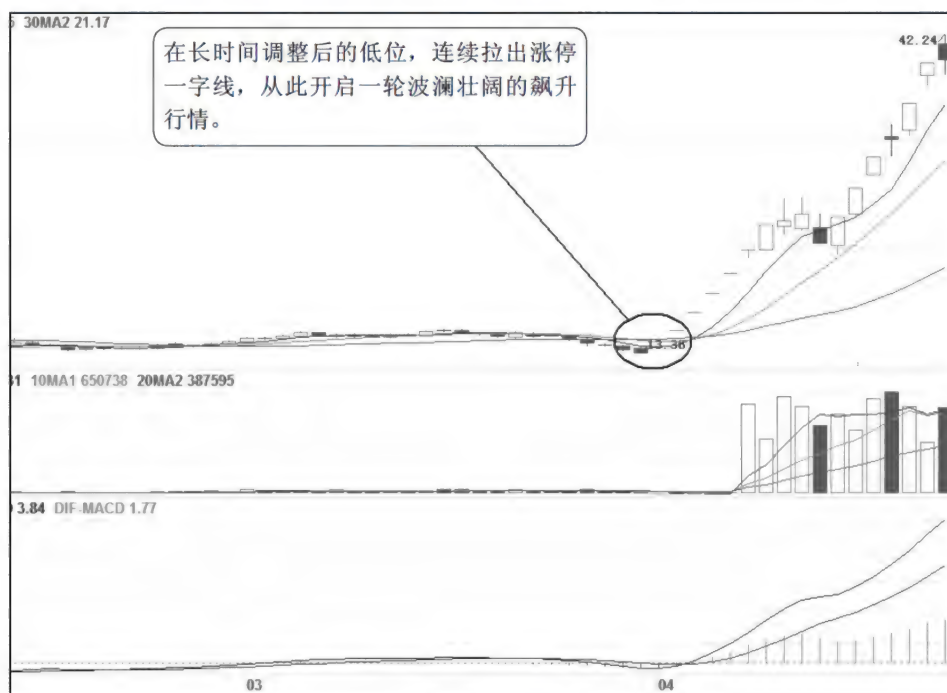 30MA2 21.17
在长时间调整后的低位，连续拉出涨停
一字线，从此开启一轮波澜壮阔的飙升
行情。
42.24
13.38
31 10MA1 650738 20MA2 387595
3.84 DIF-MACD 1.77
03 04